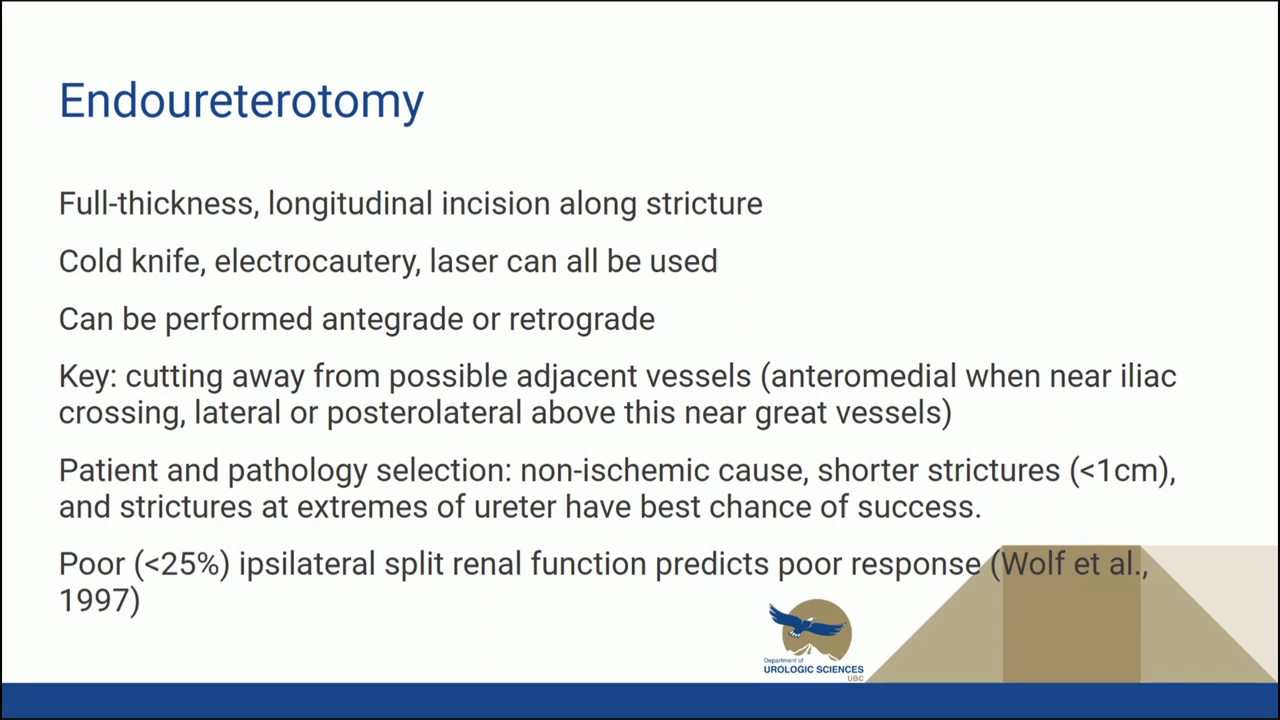 Endoureterotomy
Full-thickness, longitudinal incision along stricture
Cold knife, electrocautery, laser can all be used
Can be performed antegrade or retrograde
Key: cutting away from possible adjacent vessels (anteromedial when near iliac
crossing, lateral or posterolateral above this near great vessels)
Patient and pathology selection: non-ischemic cause, shorter strictures (<1cm),
and strictures at extremes of ureter have best chance of success.
Poor (<25%) ipsilateral split renal function predicts poor response (Wolf et al.,
1997)
Department of
UROLOGIC SCIENCES
UBC